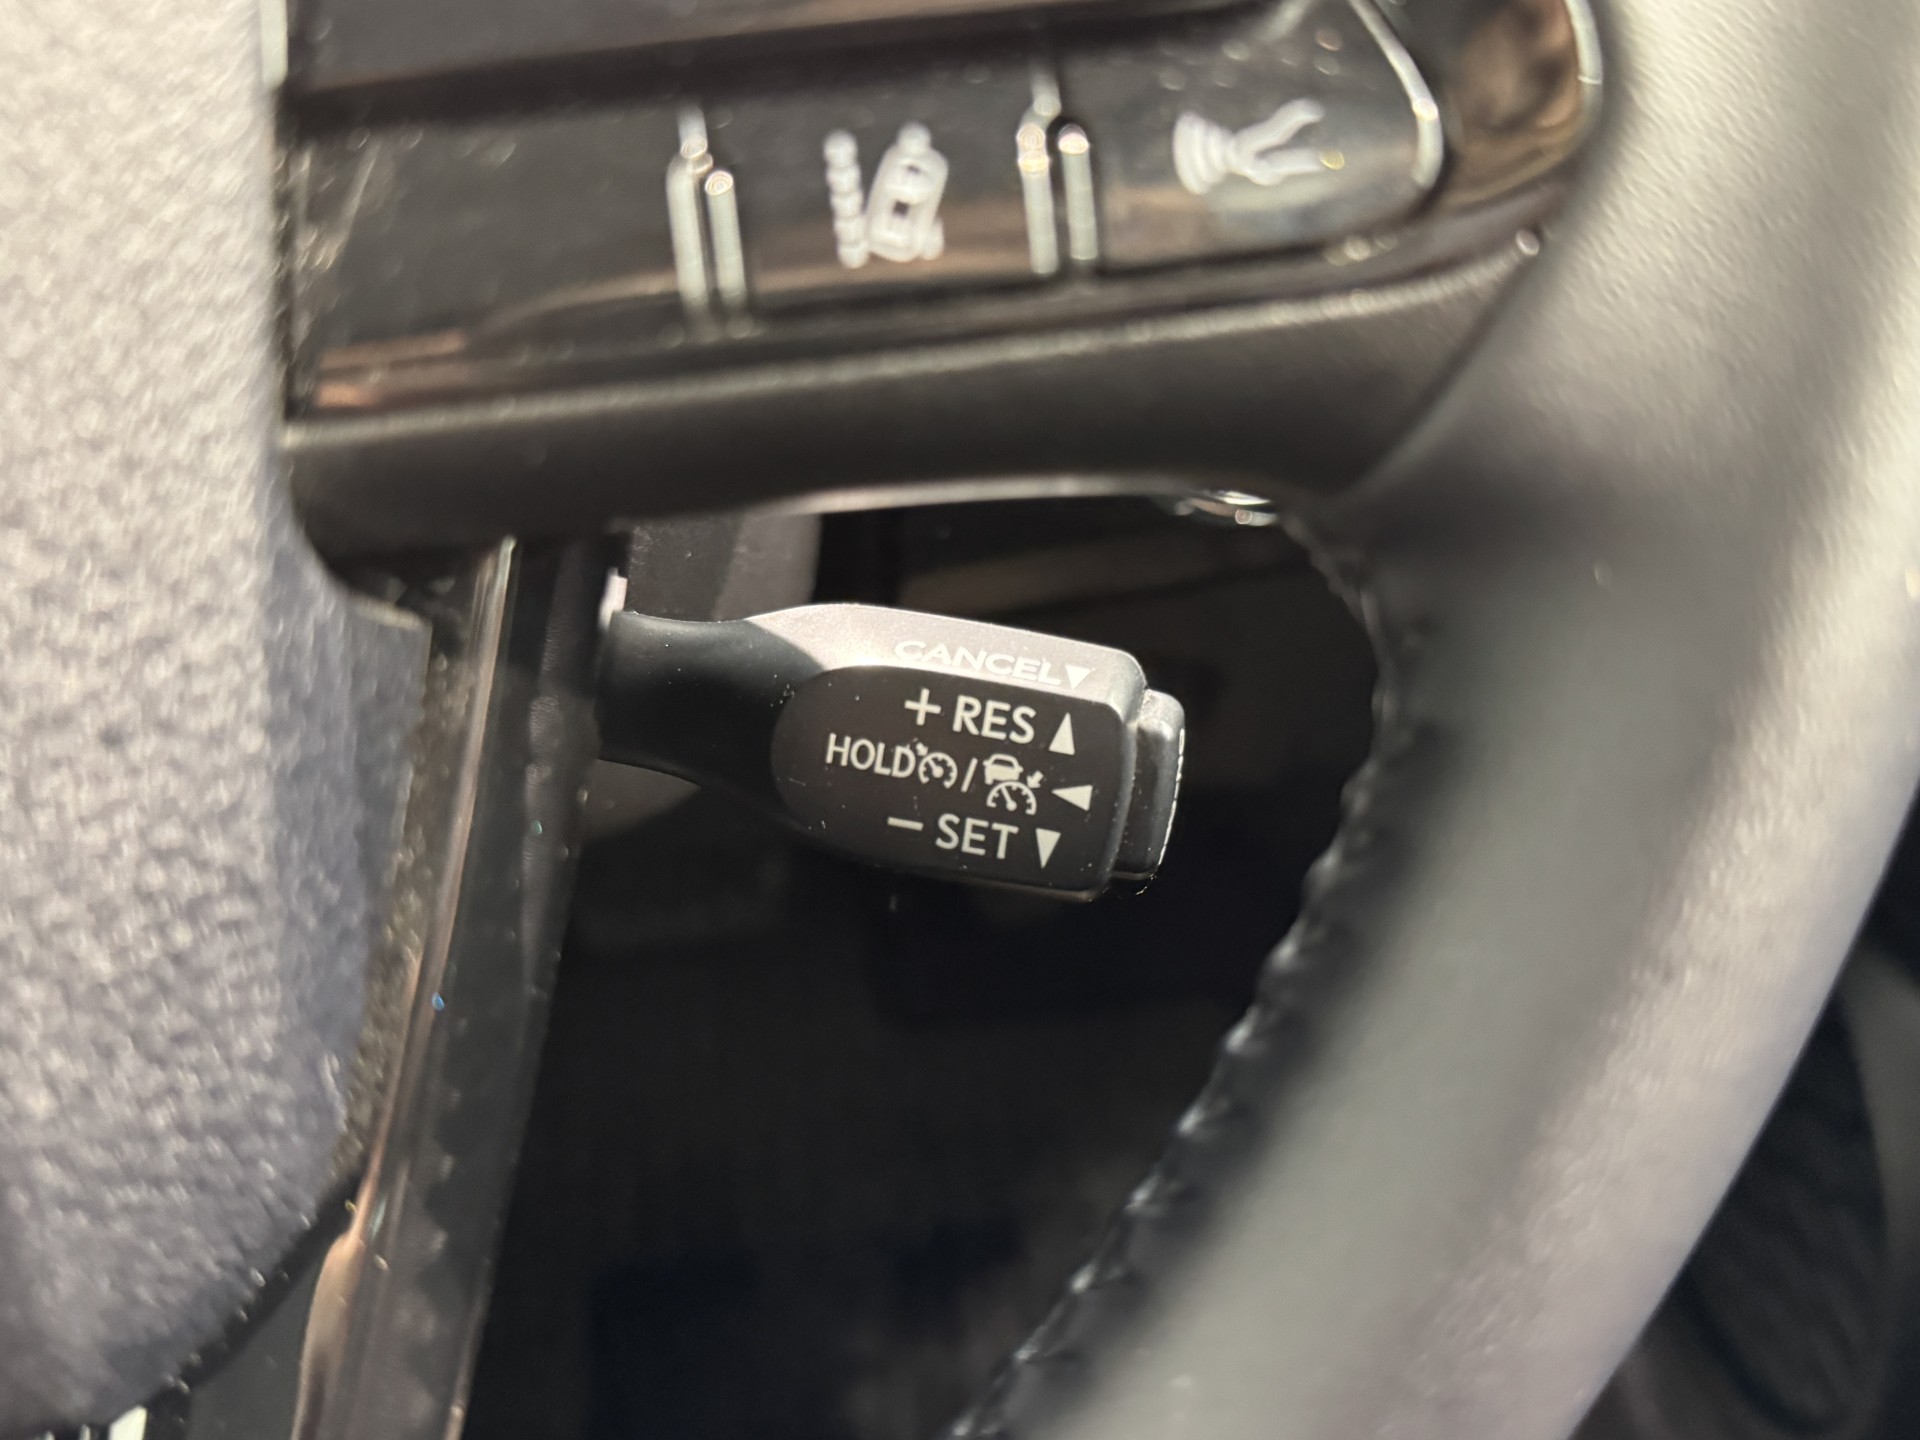 CANCEL▼
+ RES ▲
HOLD / ◀
− SET ▼